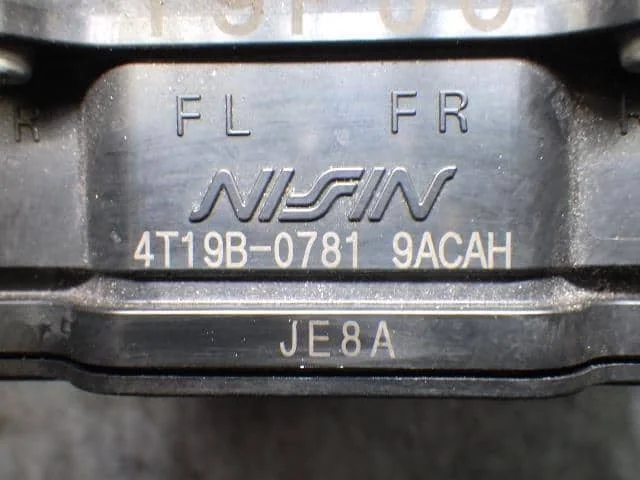 FL FR
NISSIN
4T19B-0781 9ACAH
JE8A